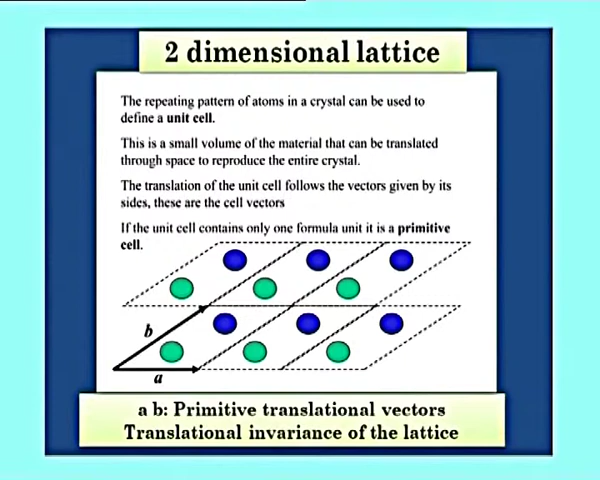 2 dimensional lattice
The repeating pattern of atoms in a crystal can be used to
define a unit cell.
This is a small volume of the material that can be translated
through space to reproduce the entire crystal.
The translation of the unit cell follows the vectors given by its
sides, these are the cell vectors
If the unit cell contains only one formula unit it is a primitive
cell.
b
a
a b: Primitive translational vectors
Translational invariance of the lattice